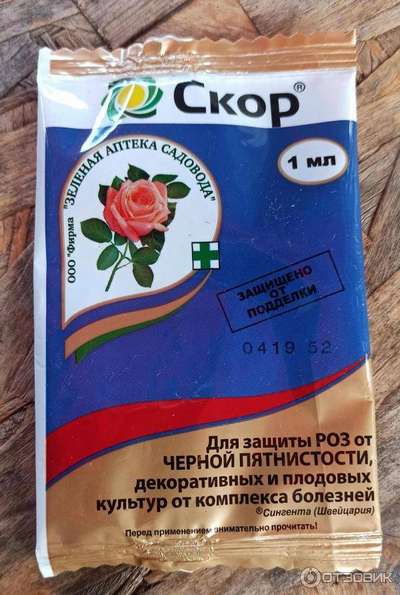 Скор®
1 мл
ООО "Фирма "ЗЕЛЕНАЯ АПТЕКА САДОВОДА"
ЗАЩИЩЕНО
ОТ
ПОДДЕЛКИ
0419 52
Для защиты РОЗ от
ЧЕРНОЙ ПЯТНИСТОСТИ,
декоративных и плодовых
культур от комплекса болезней
®Сингента (Швейцария)
Перед применением внимательно прочитать!
ОТЗОВИК